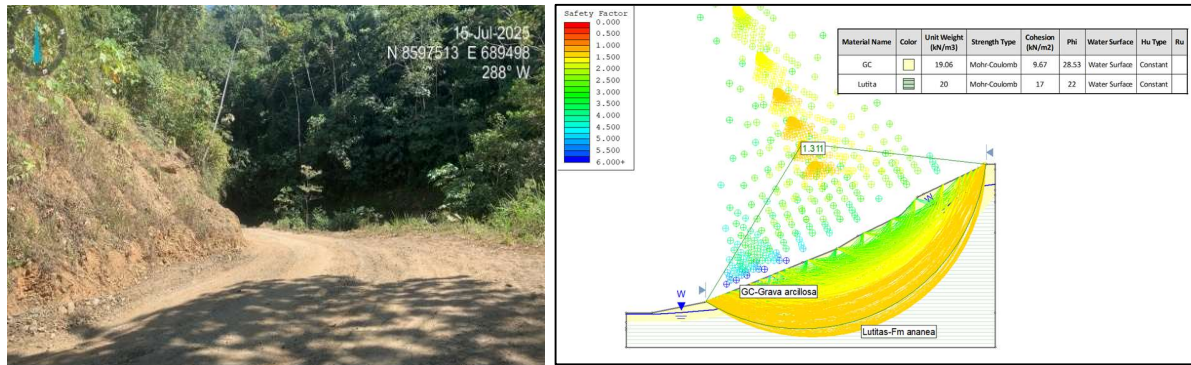 15-Jul-2025
N 8597513 E 689498
288° W
Safety Factor
0.000
0.500
1.000
1.500
2.000
2.500
3.000
3.500
4.000
4.500
5.000
5.500
6.000+
Material Name Color Unit Weight (kN/m3) Strength Type Cohesion (kN/m2) Phi Water Surface Hu Type Ru
GC 19.06 Mohr-Coulomb 9.67 28.53 Water Surface Constant
Lutita 20 Mohr-Coulomb 17 22 Water Surface Constant
1.311
W
W
GC-Grava arcillosa
Lutitas-Fm ananea